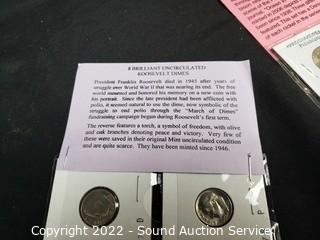 8 BRILLIANT UNCIRCULATED
ROOSEVELT DIMES
President Franklin Roosevelt died in 1945 after years of
struggle over World War II that was nearing its end. The free
world mourned and honored his memory on a new coin with
his portrait. Since the late president had been afflicted with
polio, it seemed natural to use the dime, now symbolic of the
struggle to end polio through the "March of Dimes"
fundraising campaign begun during Roosevelt's first term.
The reverse features a torch, a symbol of freedom, with olive
and oak branches denoting peace and victory. Very few of
these were saved in their original Mint uncirculated condition
and are quite scarce. They have been minted since 1946.
D
P
Copyright 2022 - Sound Auction Service